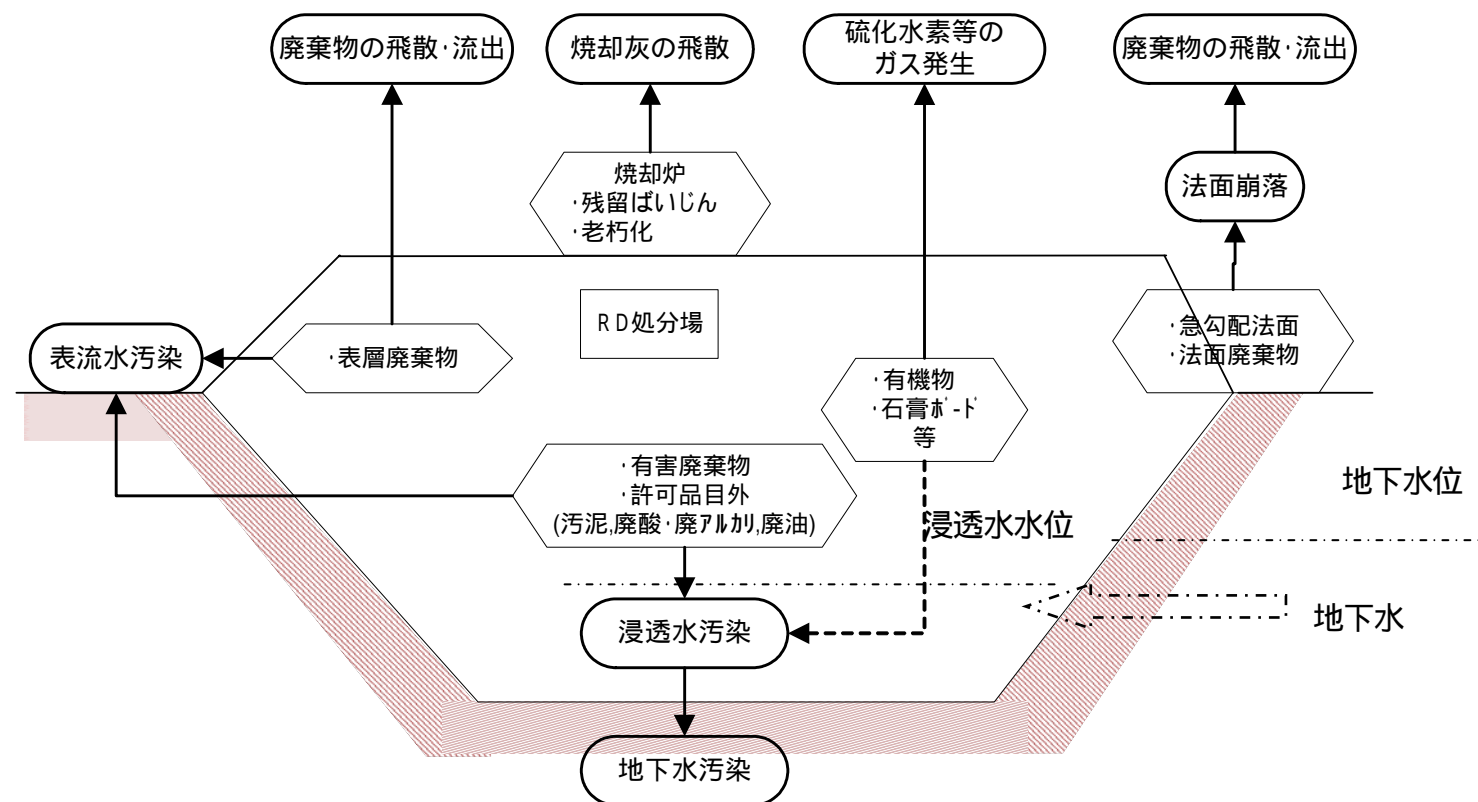 廃棄物の飛散・流出
焼却灰の飛散
硫化水素等の
ガス発生
廃棄物の飛散・流出
焼却炉
・残留ばいじん
・老朽化
法面崩落
RD処分場
・急勾配法面
・法面廃棄物
表流水汚染
・表層廃棄物
・有機物
・石膏ﾎﾞｰﾄﾞ
等
・有害廃棄物
・許可品目外
(汚泥,廃酸・廃ｱﾙｶﾘ,廃油)
地下水位
浸透水水位
浸透水汚染
地下水
地下水汚染